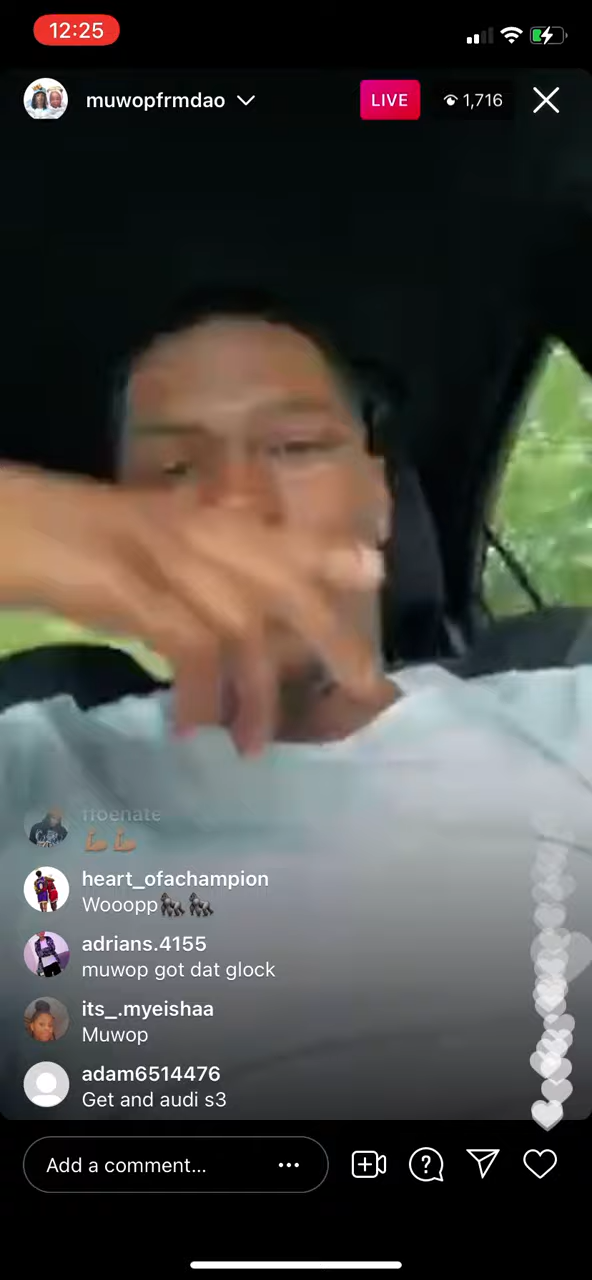 12:25
muwopfrmdao
LIVE
1,716
ffoenate
💪🏽💪🏽
heart_ofachampion
Wooopp🦍🦍
adrians.4155
muwop got dat glock
its_.myeishaa
Muwop
adam6514476
Get and audi s3
Add a comment...